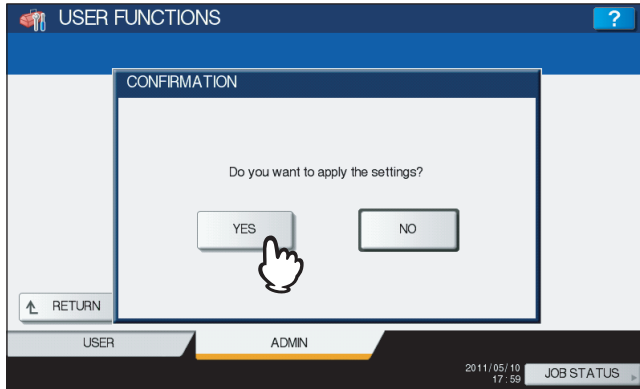 USER FUNCTIONS
?
CONFIRMATION
Do you want to apply the settings?
YES
NO
RETURN
USER
ADMIN
2011/05/10
17:59
JOB STATUS